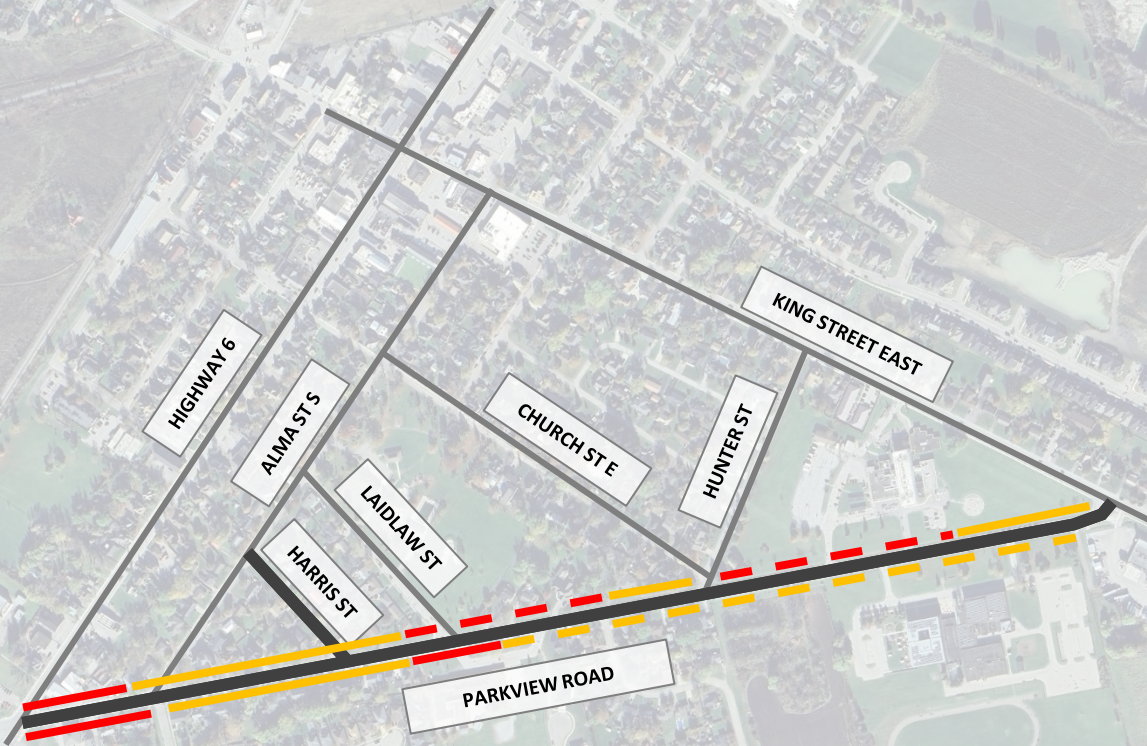 KING STREET EAST
HIGHWAY 6
ALMA ST S
CHURCH ST E
HUNTER ST
LAIDLAW ST
HARRIS ST
PARKVIEW ROAD